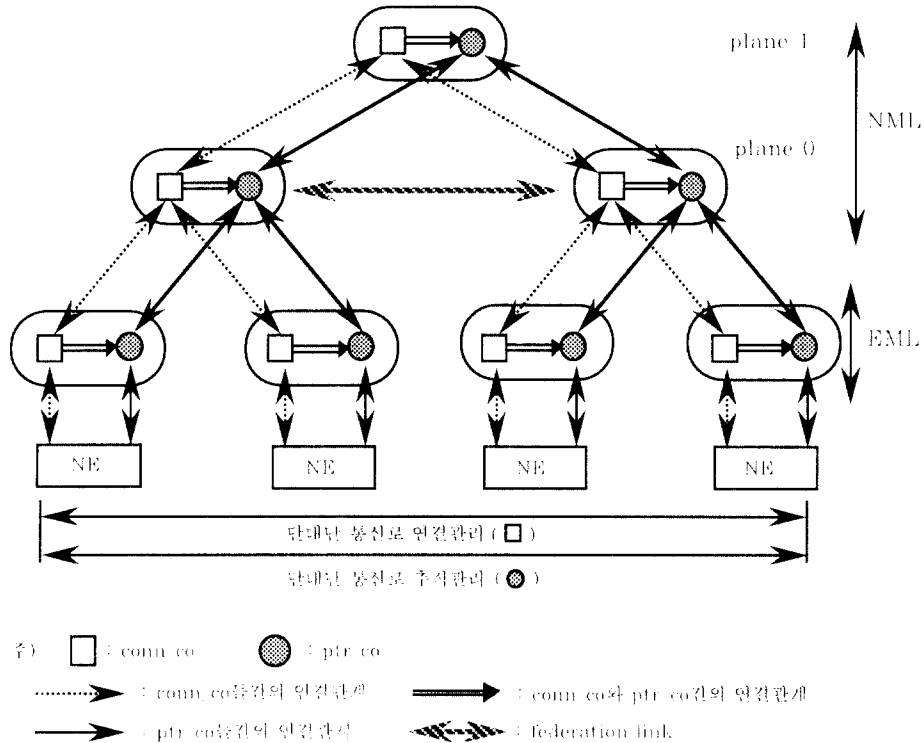 plane 1
NML
plane 0
EML
NE NE NE NE
단대단 통신로 연결관리 ( )
단대단 통신로 추적관리 ( )
주) : conn_co : ptr_co
: conn_co들간의 연결관계 : conn_co와 ptr_co간의 연결관계
: ptr_co들간의 연결관계 : federation link